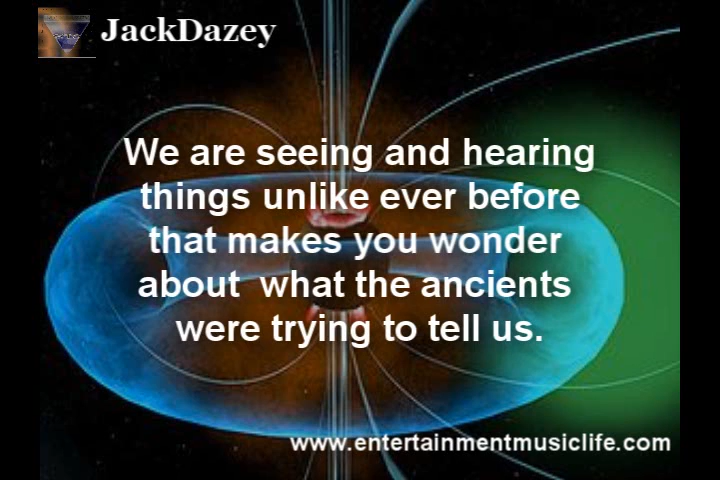 JackDazey
We are seeing and hearing
things unlike ever before
that makes you wonder
about  what the ancients
were trying to tell us.
www.entertainmentmusiclife.com